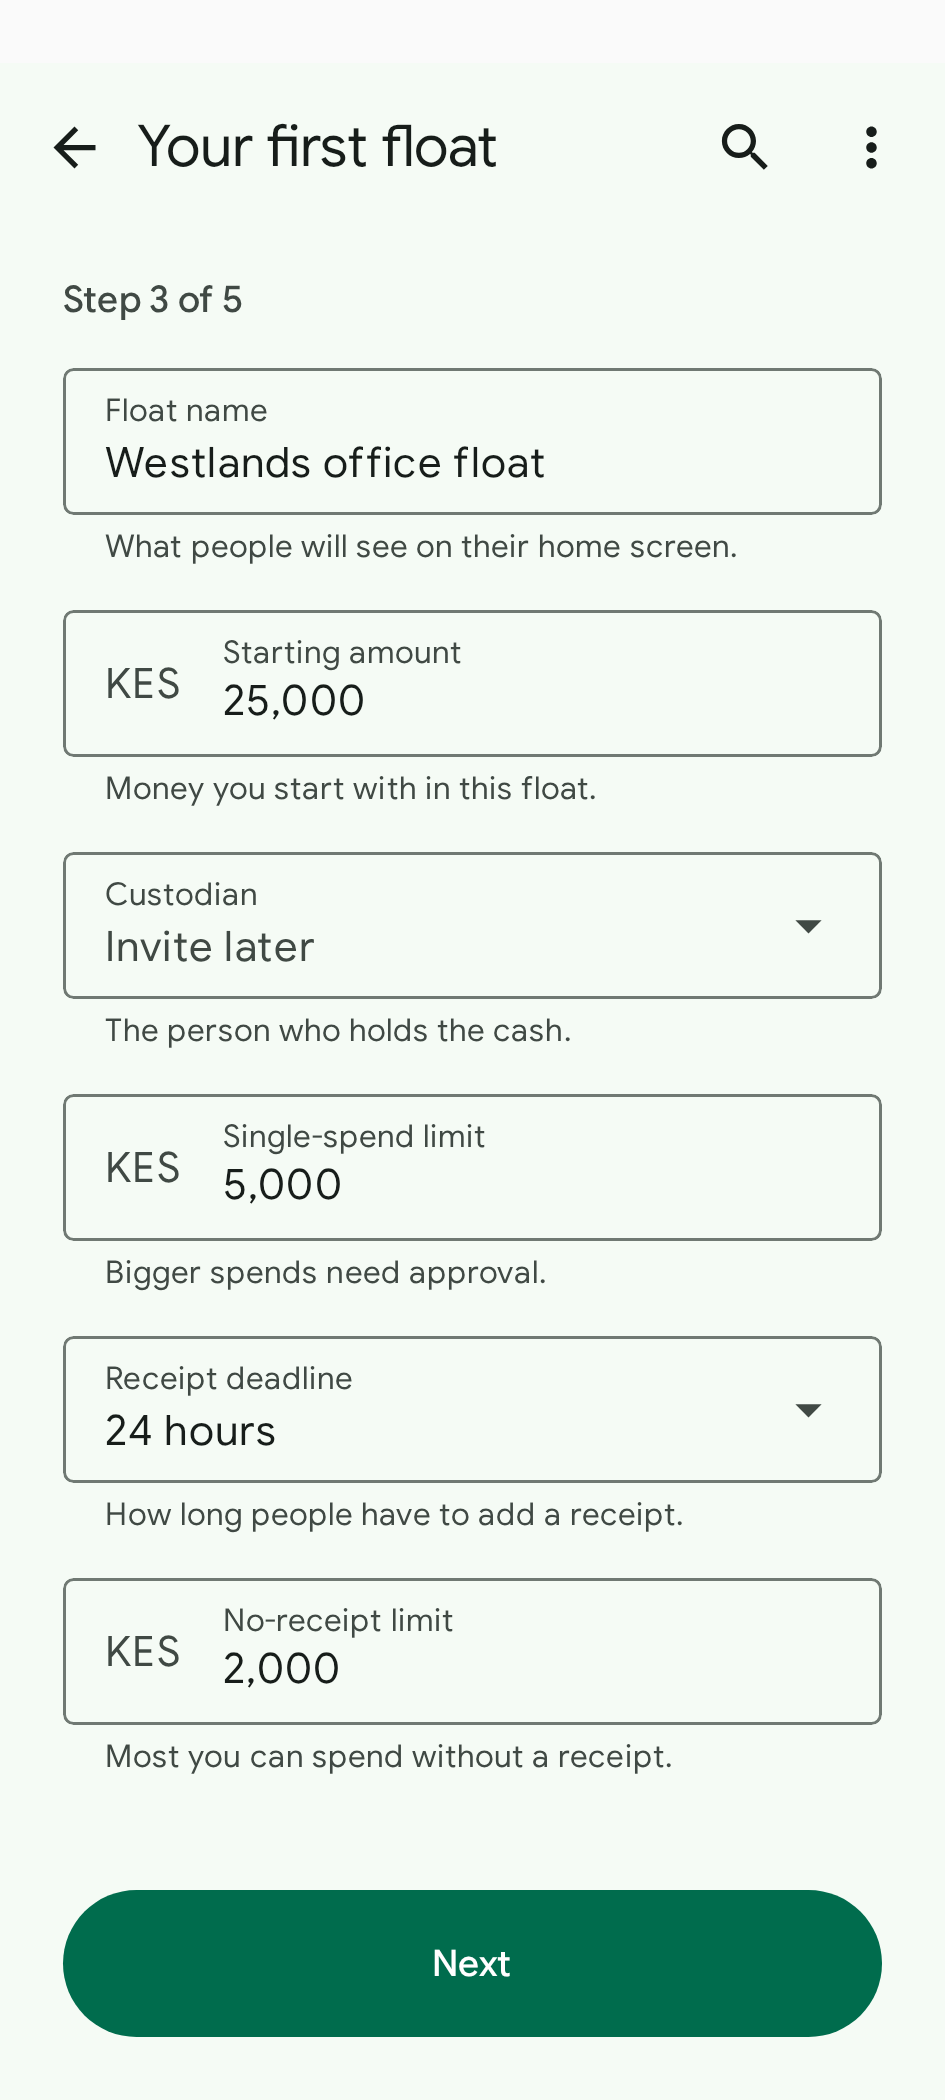 Your first float
Step 3 of 5
Float name
Westlands office float
What people will see on their home screen.
Starting amount
KES
25,000
Money you start with in this float.
Custodian
Invite later
The person who holds the cash.
Single-spend limit
KES
5,000
Bigger spends need approval.
Receipt deadline
24 hours
How long people have to add a receipt.
No-receipt limit
KES
2,000
Most you can spend without a receipt.
Next